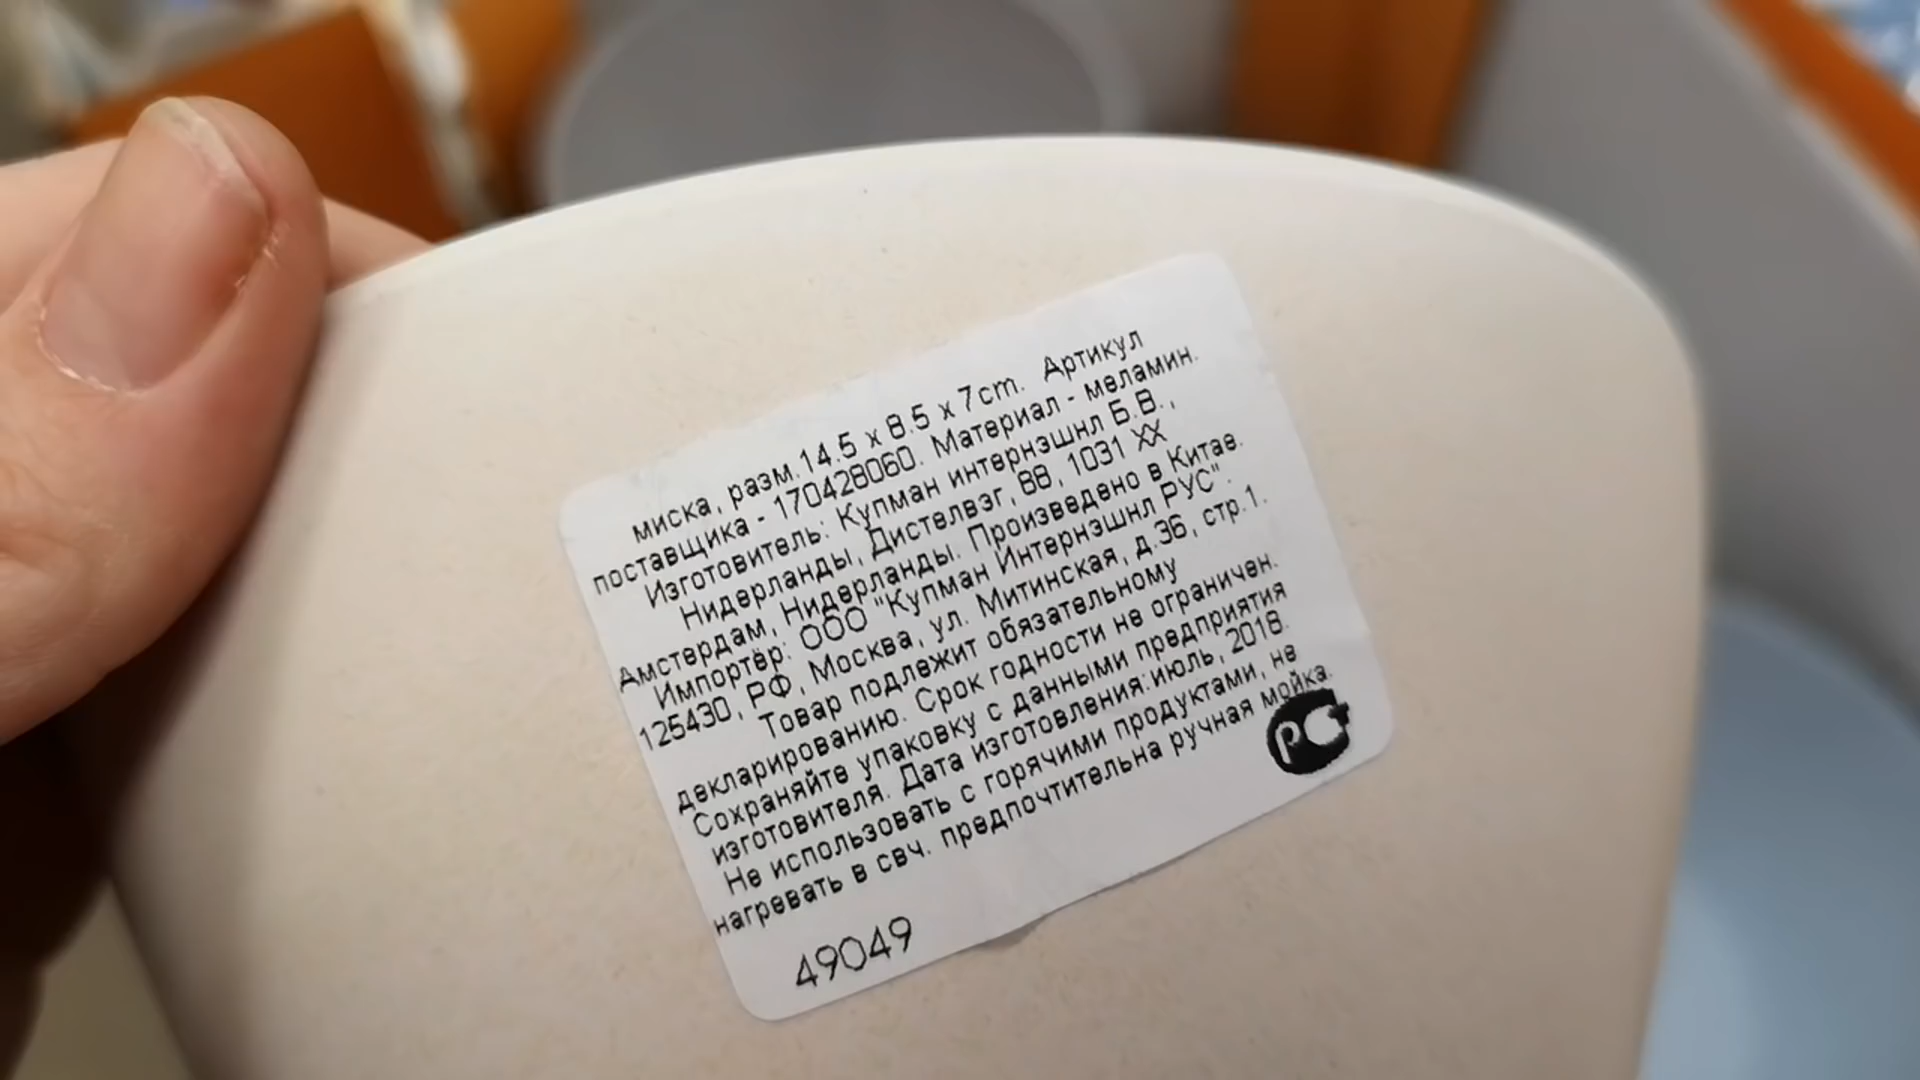 миска, разм.14.5 x 8.5 x 7cm. Артикул
поставщика - 170428060. Материал - меламин.
Изготовитель: Купман интернэшнл Б.В.,
Нидерланды, Дистелвэг, 88, 1031 XX
Амстердам, Нидерланды. Произведено в Китае.
Импортёр: ООО "Купман Интернэшнл РУС".
125430, РФ, Москва, ул. Митинская, д.36, стр.1.
Товар подлежит обязательному
декларированию. Срок годности не ограничен.
Сохраняйте упаковку с данными предприятия
изготовителя. Дата изготовления:июль, 2018.
Не использовать с горячими продуктами, не
нагревать в свч. предпочтительна ручная мойка.
РСТ
49049